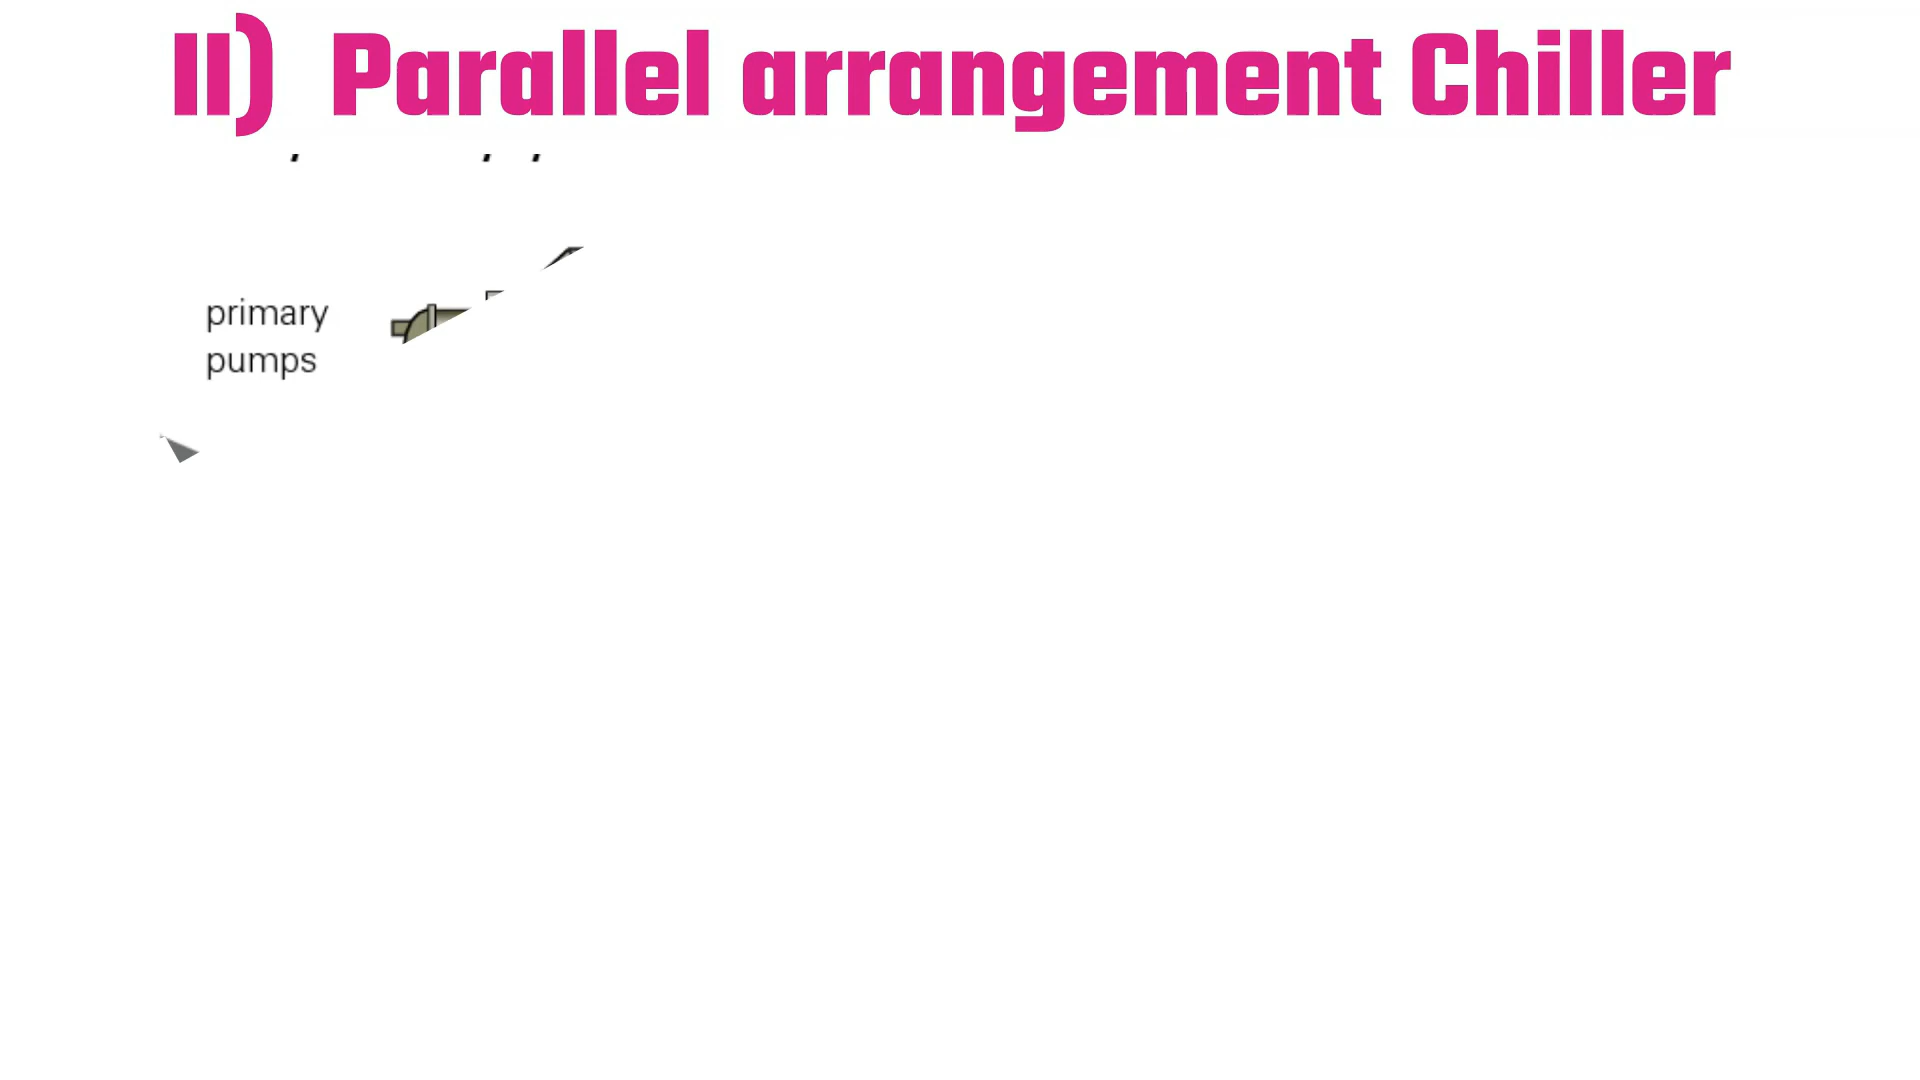 II) Parallel arrangement Chiller
primary
pumps